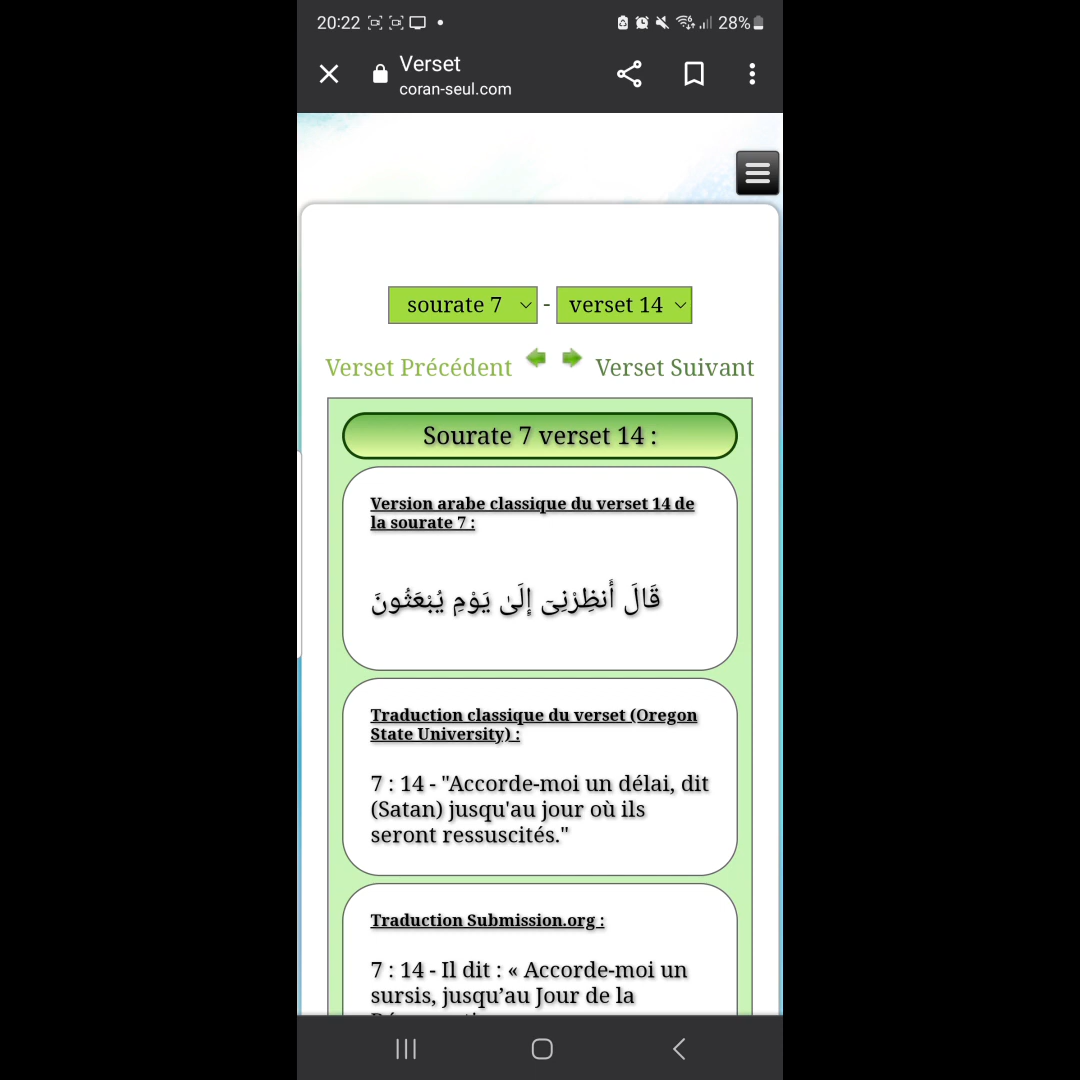 20:22
28%
Verset
coran-seul.com
sourate 7 - verset 14
Verset Précédent Verset Suivant
Sourate 7 verset 14 :
Version arabe classique du verset 14 de
la sourate 7 :
قَالَ أَنظِرْنِىٓ إِلَىٰ يَوْمِ يُبْعَثُونَ
Traduction classique du verset (Oregon
State University) :
7 : 14 - "Accorde-moi un délai, dit
(Satan) jusqu'au jour où ils
seront ressuscités."
Traduction Submission.org :
7 : 14 - Il dit : « Accorde-moi un
sursis, jusqu’au Jour de la